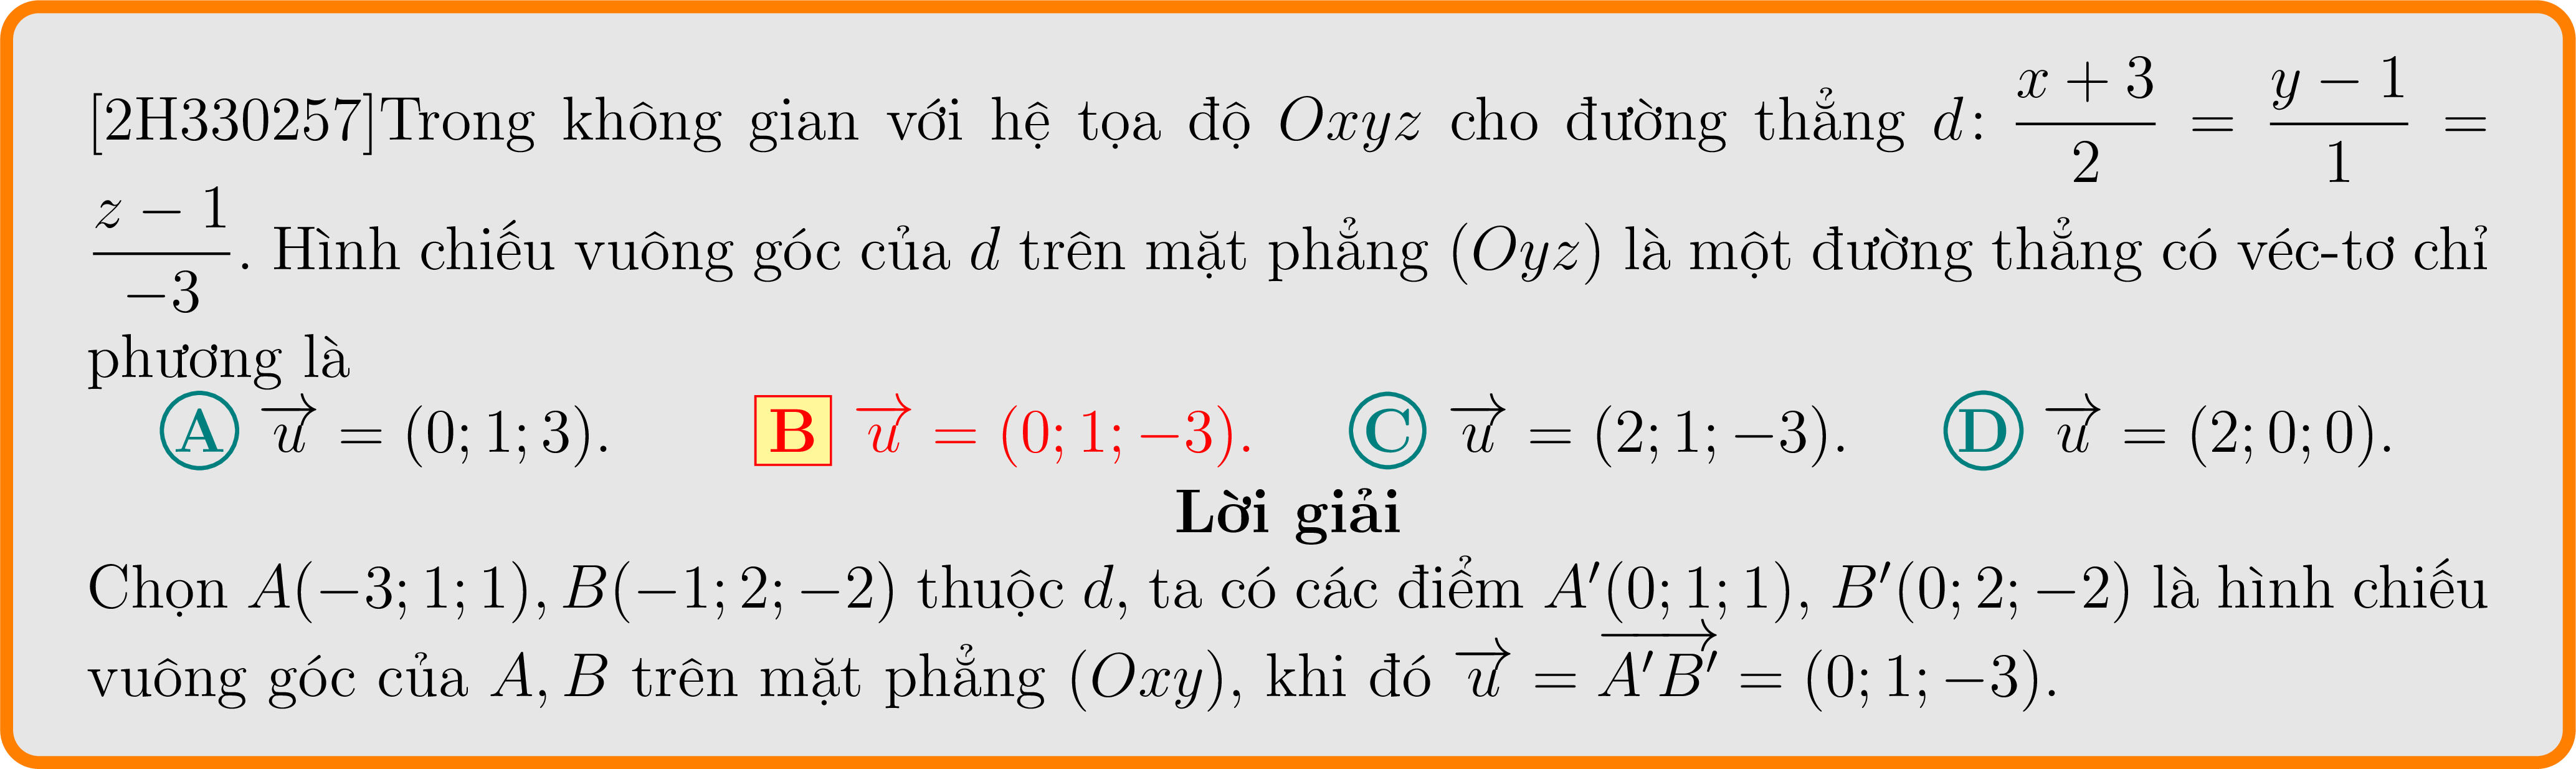 [2H330257]Trong không gian với hệ tọa độ $Oxyz$ cho đường thẳng $d$: $\dfrac{x+3}{2} = \dfrac{y-1}{1} =$
$\dfrac{z-1}{-3}$. Hình chiếu vuông góc của $d$ trên mặt phẳng $(Oyz)$ là một đường thẳng có véc-tơ chỉ
phương là
A $\overrightarrow{u} = (0; 1; 3)$. B $\overrightarrow{u} = (0; 1; -3)$. C $\overrightarrow{u} = (2; 1; -3)$. D $\overrightarrow{u} = (2; 0; 0)$.
Lời giải
Chọn $A(-3; 1; 1), B(-1; 2; -2)$ thuộc $d$, ta có các điểm $A'(0; 1; 1)$, $B'(0; 2; -2)$ là hình chiếu
vuông góc của $A, B$ trên mặt phẳng $(Oxy)$, khi đó $\overrightarrow{u} = \overrightarrow{A'B'} = (0; 1; -3)$.